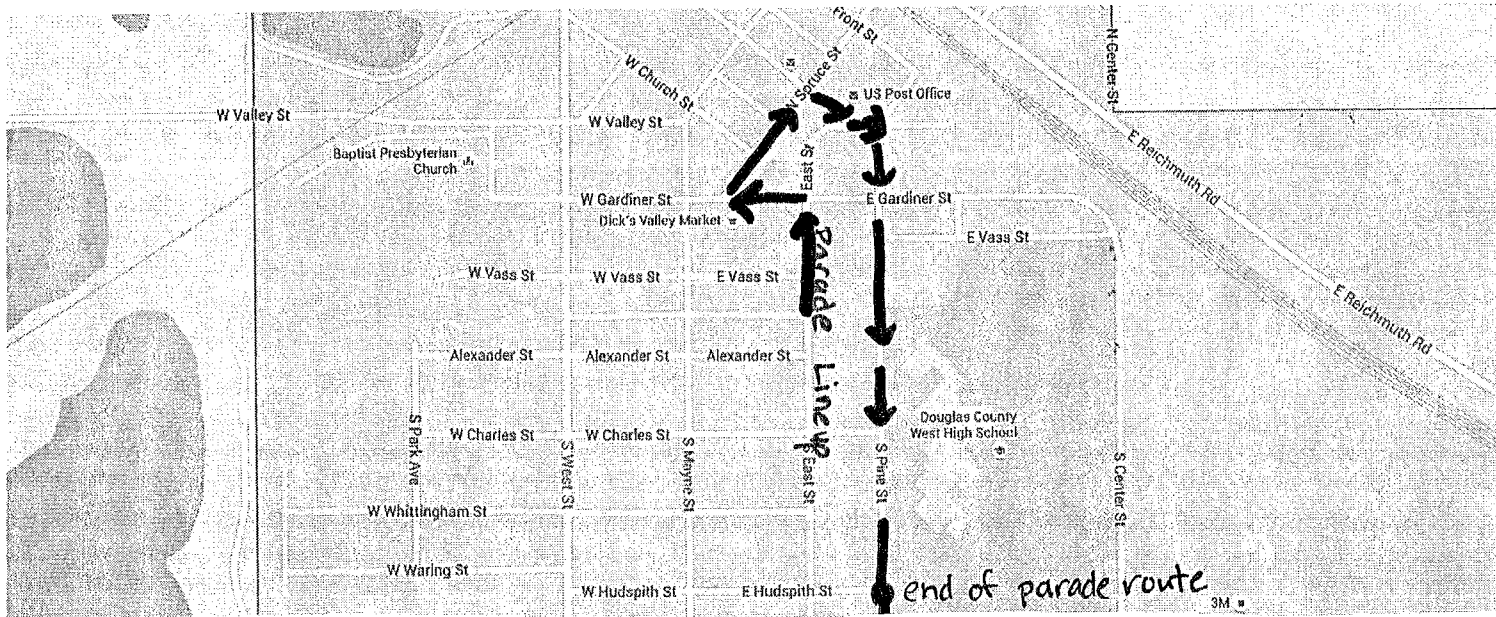 Front St
N Center St
W Church St
Spruce St
US Post Office
W Valley St
W Valley St
E Reichmuth Rd
Baptist Presbyterian
Church
East St
W Gardiner St
E Gardiner St
Dick's Valley Market
Parade Lineup
E Vass St
W Vass St
W Vass St
E Vass St
E Reichmuth Rd
Alexander St
Alexander St
Alexander St
Douglas County
West High School
S Park Ave
W Charles St
W Charles St
S West St
S Mayne St
S East St
S Pine St
S Center St
W Whittingham St
W Waring St
W Hudspith St
E Hudspith St
end of parade route
3M